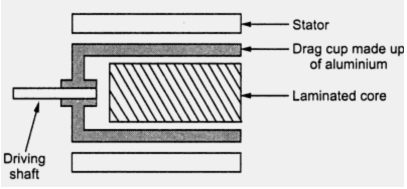 Stator
Drag cup made up
of aluminium
Laminated core
Driving
shaft